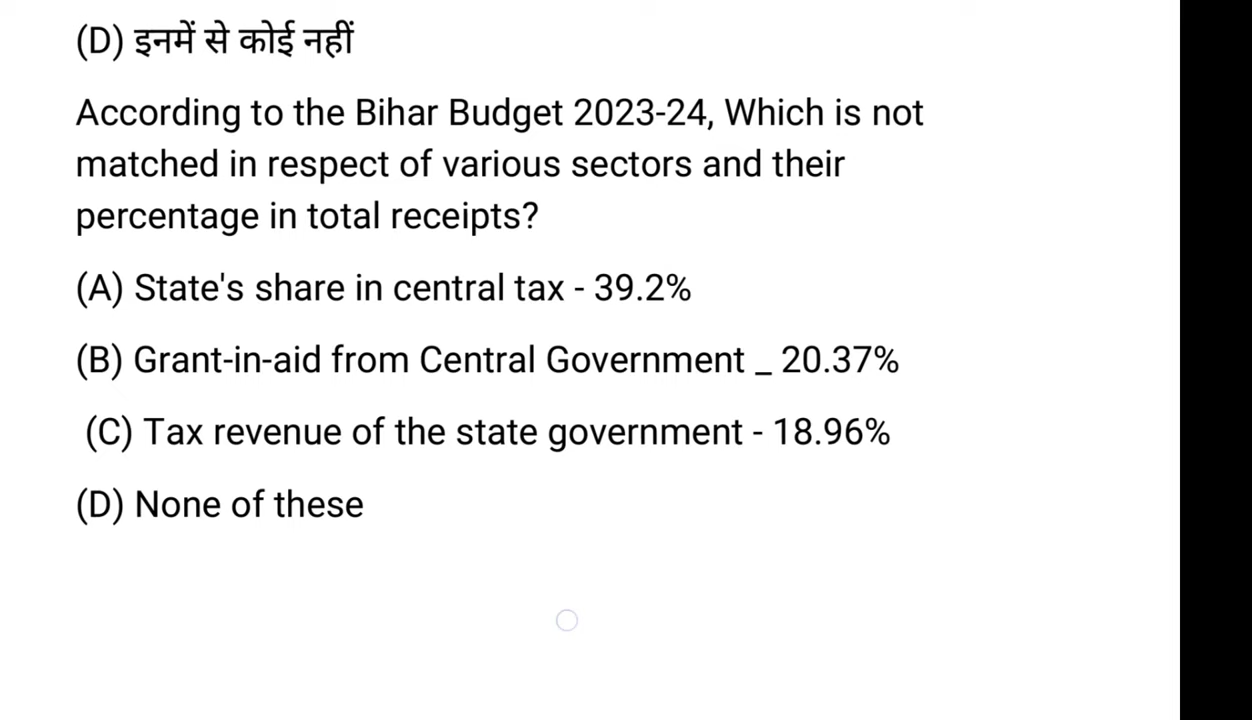 (D) इनमें से कोई नहीं
According to the Bihar Budget 2023-24, Which is not
matched in respect of various sectors and their
percentage in total receipts?
(A) State's share in central tax - 39.2%
(B) Grant-in-aid from Central Government _ 20.37%
(C) Tax revenue of the state government - 18.96%
(D) None of these